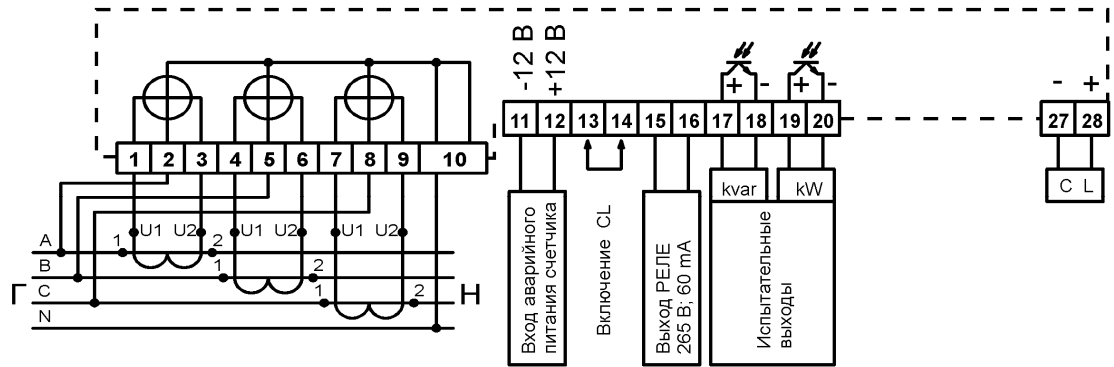 -12 В
+12 В
+ -
+ -
- +
1 2 3 4 5 6 7 8 9 10
11 12 13 14 15 16 17 18 19 20
27 28
kvar
kW
C L
U1 U2 U1 U2 U1 U2
A
1 2
B
1 2
C
1 2
N
Г
Н
Вход аварийного
питания счетчика
Включение CL
Выход РЕЛЕ
265 В; 60 mA
Испытательные
выходы